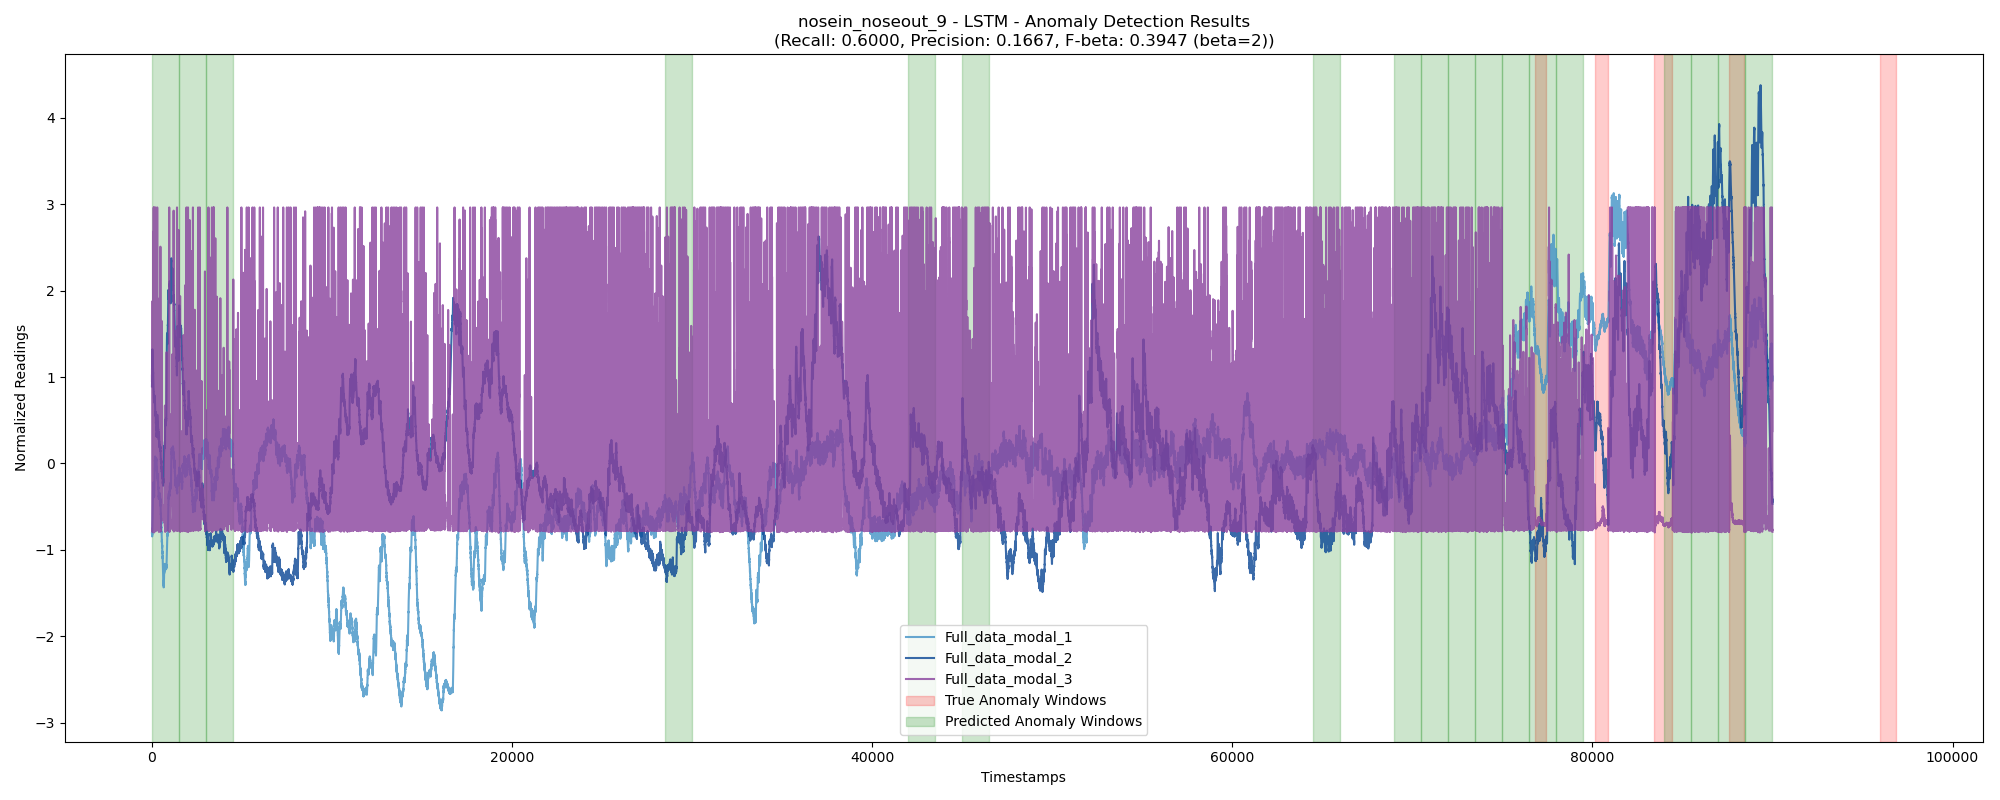 nosein_noseout_9 - LSTM - Anomaly Detection Results
(Recall: 0.6000, Precision: 0.1667, F-beta: 0.3947 (beta=2))
Normalized Readings
4
3
2
1
0
−1
−2
−3
Full_data_modal_1
Full_data_modal_2
Full_data_modal_3
True Anomaly Windows
Predicted Anomaly Windows
0
20000
40000
60000
80000
100000
Timestamps